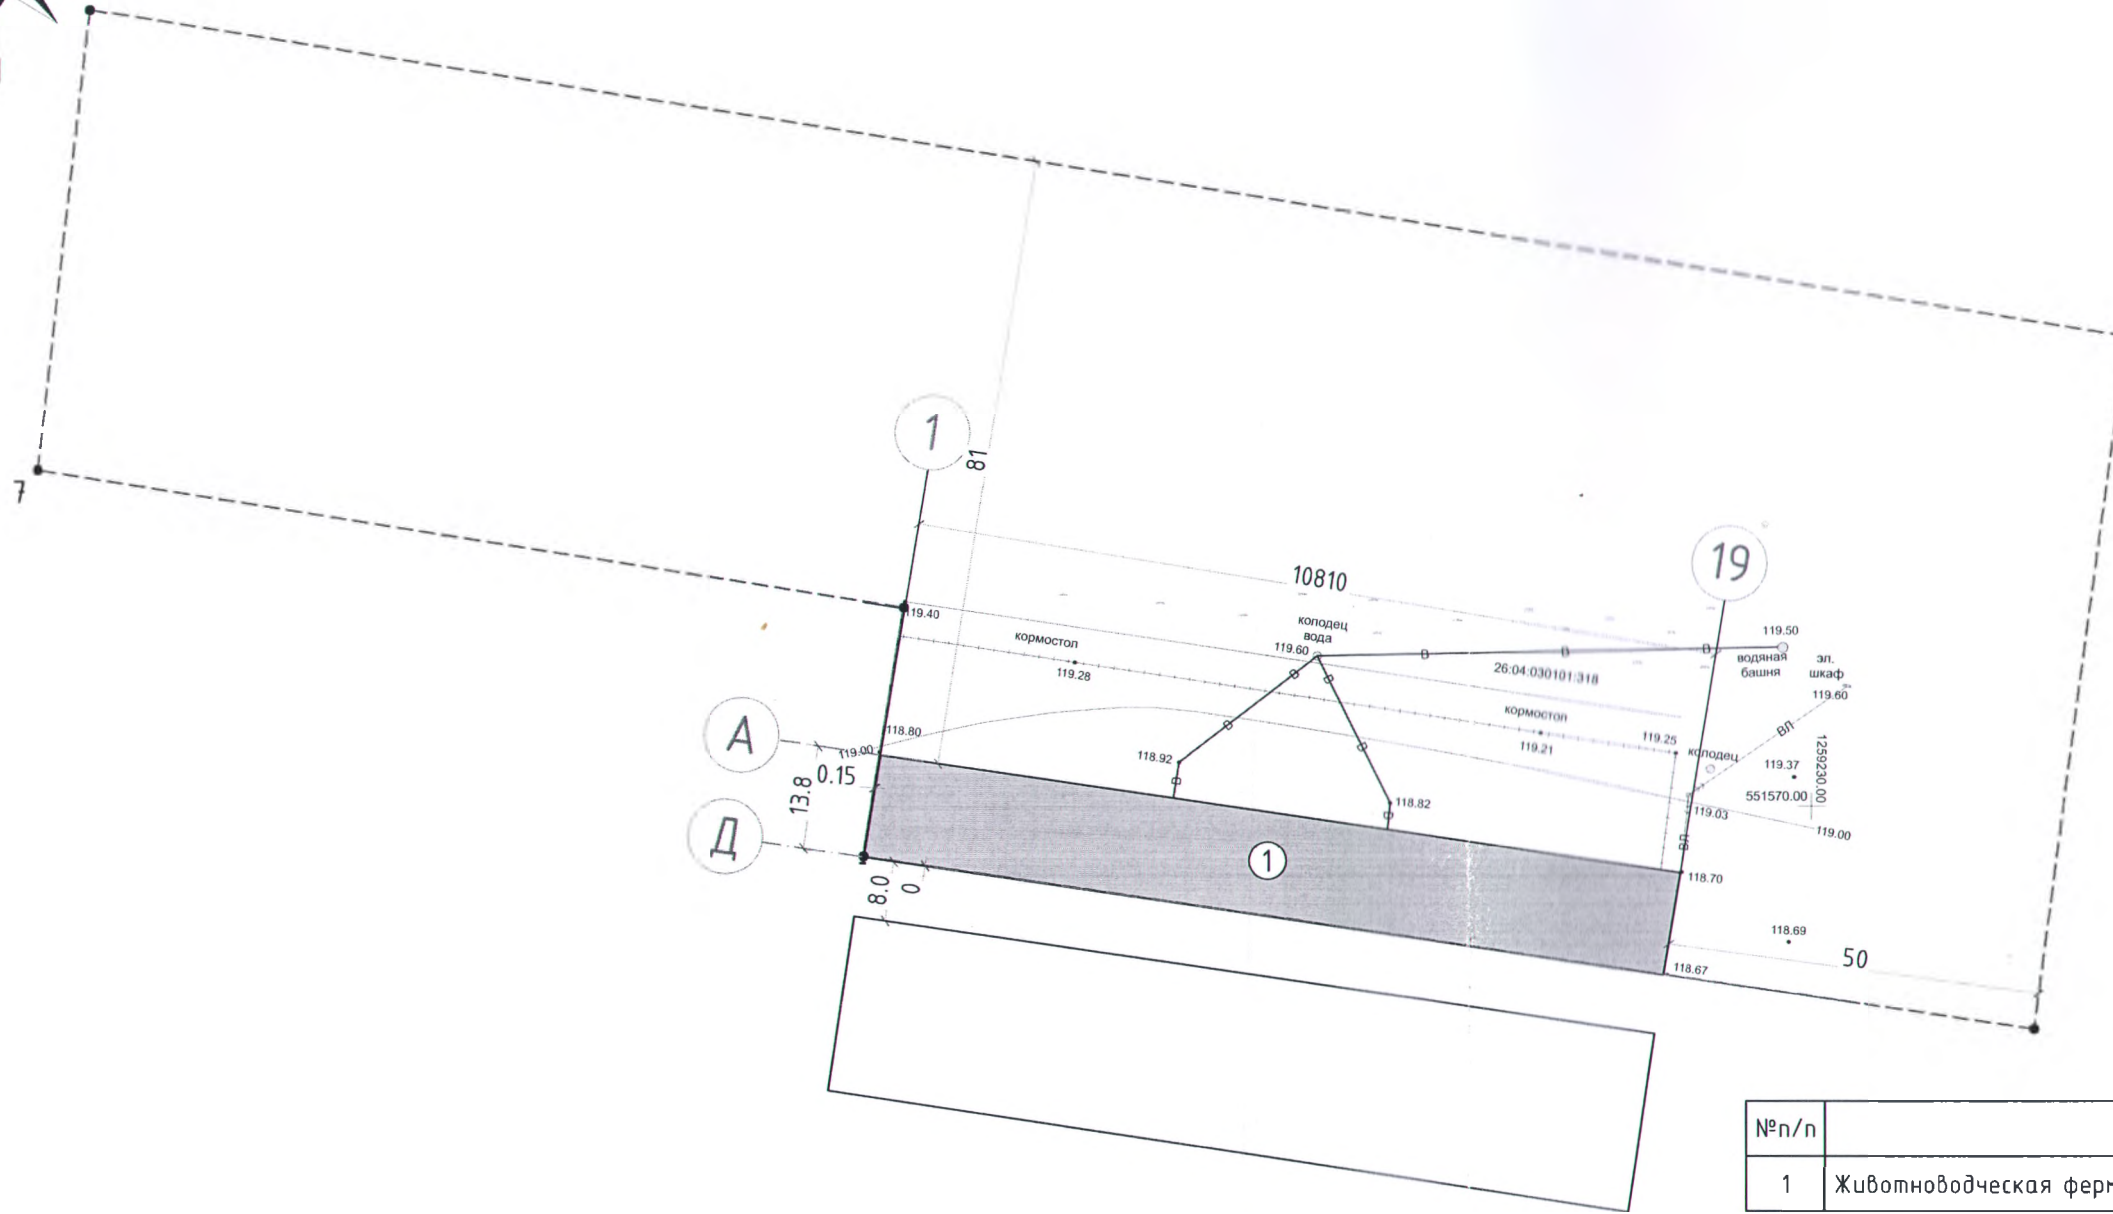 7
1
81
19
10810
119.40
кормостол
119.28
колодец
вода
119.60
В
В
В
26:04:030101:318
119.50
водяная
башня
эл.
шкаф
119.60
ВЛ
кормостол
119.21
119.25
колодец
119.37
551570.00
1259230.00
119.03
119.00
ВЛ
А
118.80
119.00
0.15
13.8
Д
118.92
В
118.82
В
1
118.70
8.0
0
118.69
50
118.67
№п/п
1
Животноводческая